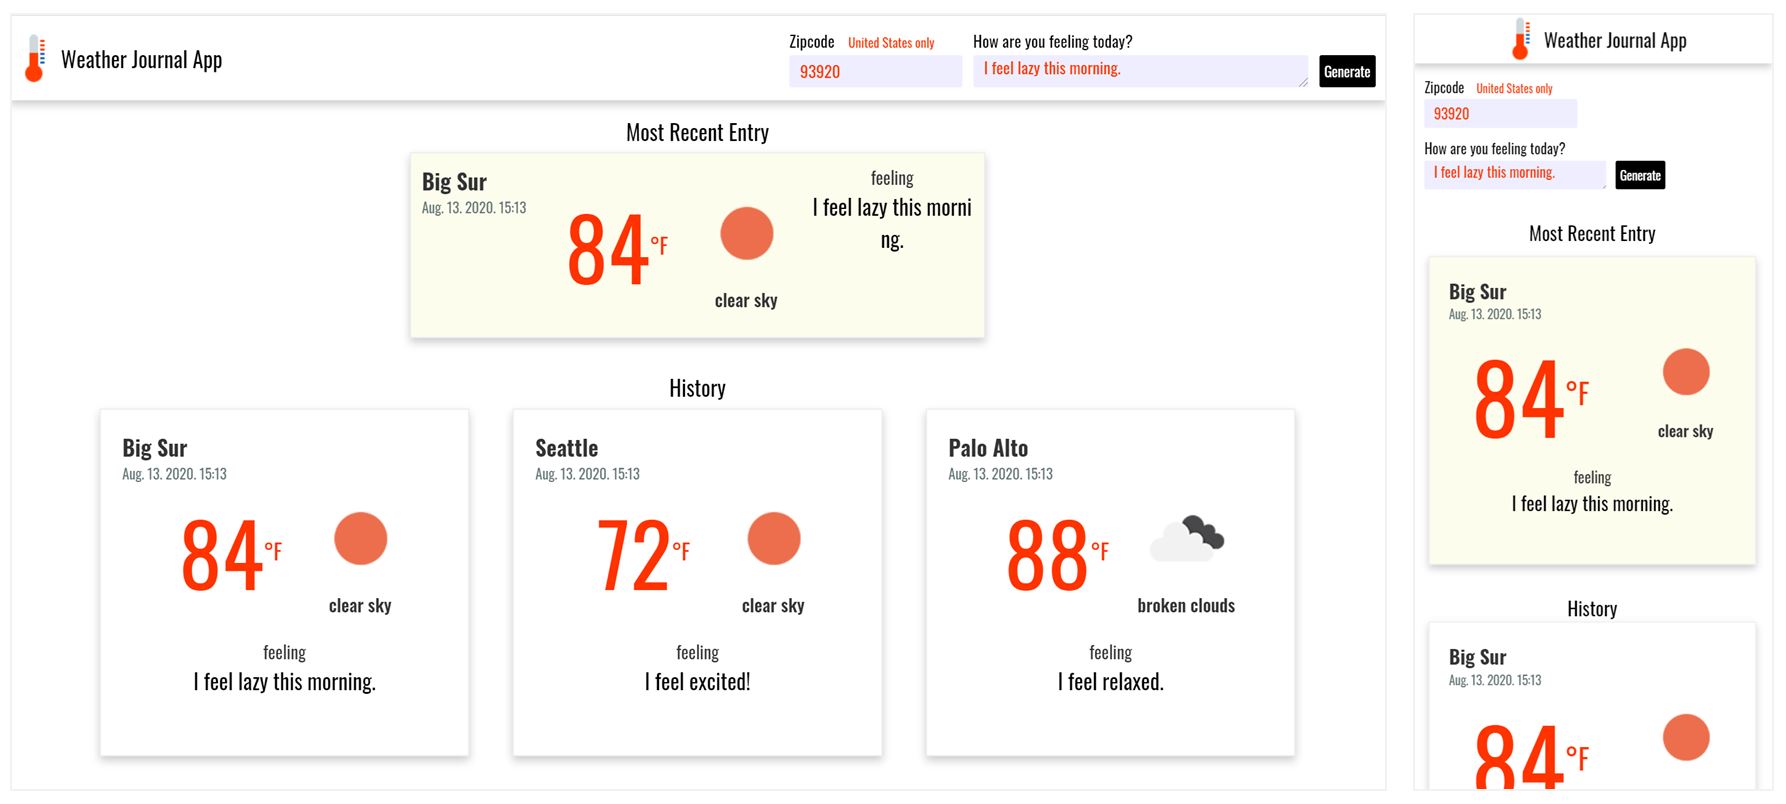 Weather Journal App
Zipcode United States only
93920
How are you feeling today?
I feel lazy this morning.
Generate
Most Recent Entry
Big Sur
Aug. 13. 2020. 15:13
84°F
clear sky
feeling
I feel lazy this morni
ng.
History
Big Sur
Aug. 13. 2020. 15:13
84°F
clear sky
feeling
I feel lazy this morning.
Seattle
Aug. 13. 2020. 15:13
72°F
clear sky
feeling
I feel excited!
Palo Alto
Aug. 13. 2020. 15:13
88°F
broken clouds
feeling
I feel relaxed.
Weather Journal App
Zipcode United States only
93920
How are you feeling today?
I feel lazy this morning.
Generate
Most Recent Entry
Big Sur
Aug. 13. 2020. 15:13
84°F
clear sky
feeling
I feel lazy this morning.
History
Big Sur
Aug. 13. 2020. 15:13
84°F